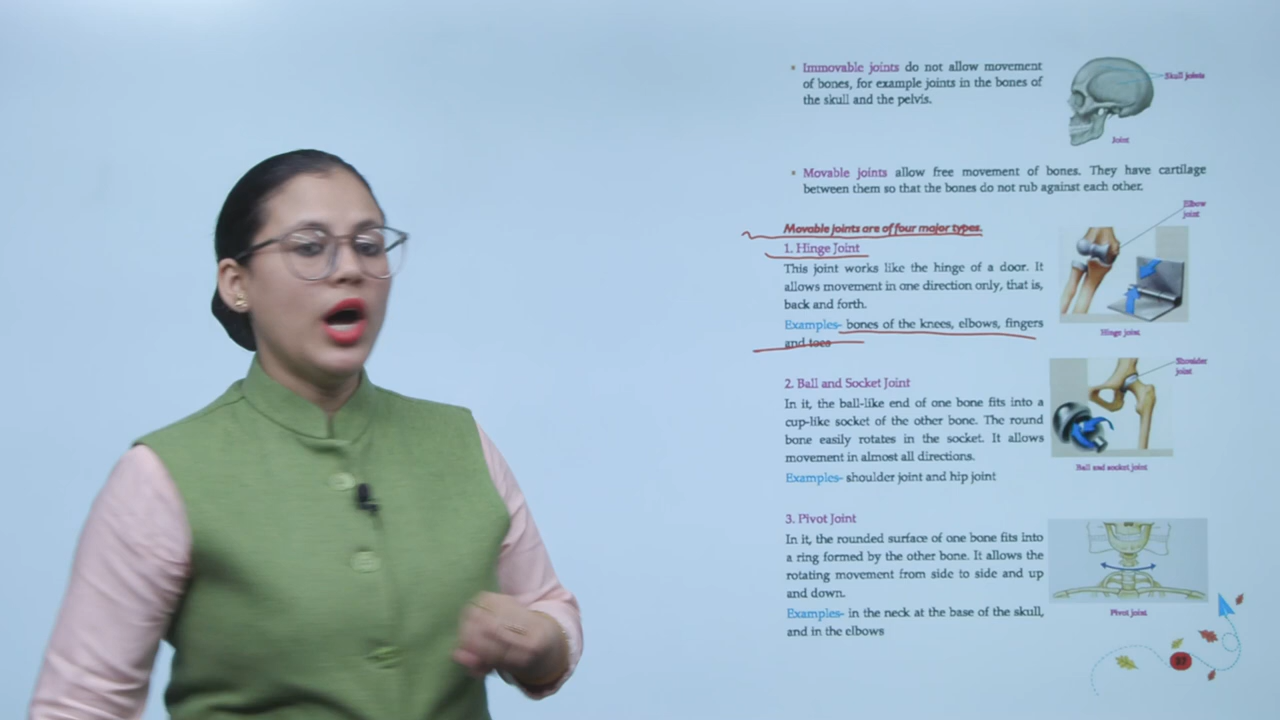 Immovable joints do not allow movement
of bones, for example joints in the bones of
the skull and the pelvis.
Skull joints
Joint
Movable joints allow free movement of bones. They have cartilage
between them so that the bones do not rub against each other.
Elbow
joint
Movable joints are of four major types.
1. Hinge Joint
This joint works like the hinge of a door. It
allows movement in one direction only, that is,
back and forth.
Examples- bones of the knees, elbows, fingers
and toes
Hinge joint
Shoulder
joint
2. Ball and Socket Joint
In it, the ball-like end of one bone fits into a
cup-like socket of the other bone. The round
bone easily rotates in the socket. It allows
movement in almost all directions.
Examples- shoulder joint and hip joint
Ball and socket joint
3. Pivot Joint
In it, the rounded surface of one bone fits into
a ring formed by the other bone. It allows the
rotating movement from side to side and up
and down.
Examples- in the neck at the base of the skull,
and in the elbows
Pivot joint
37